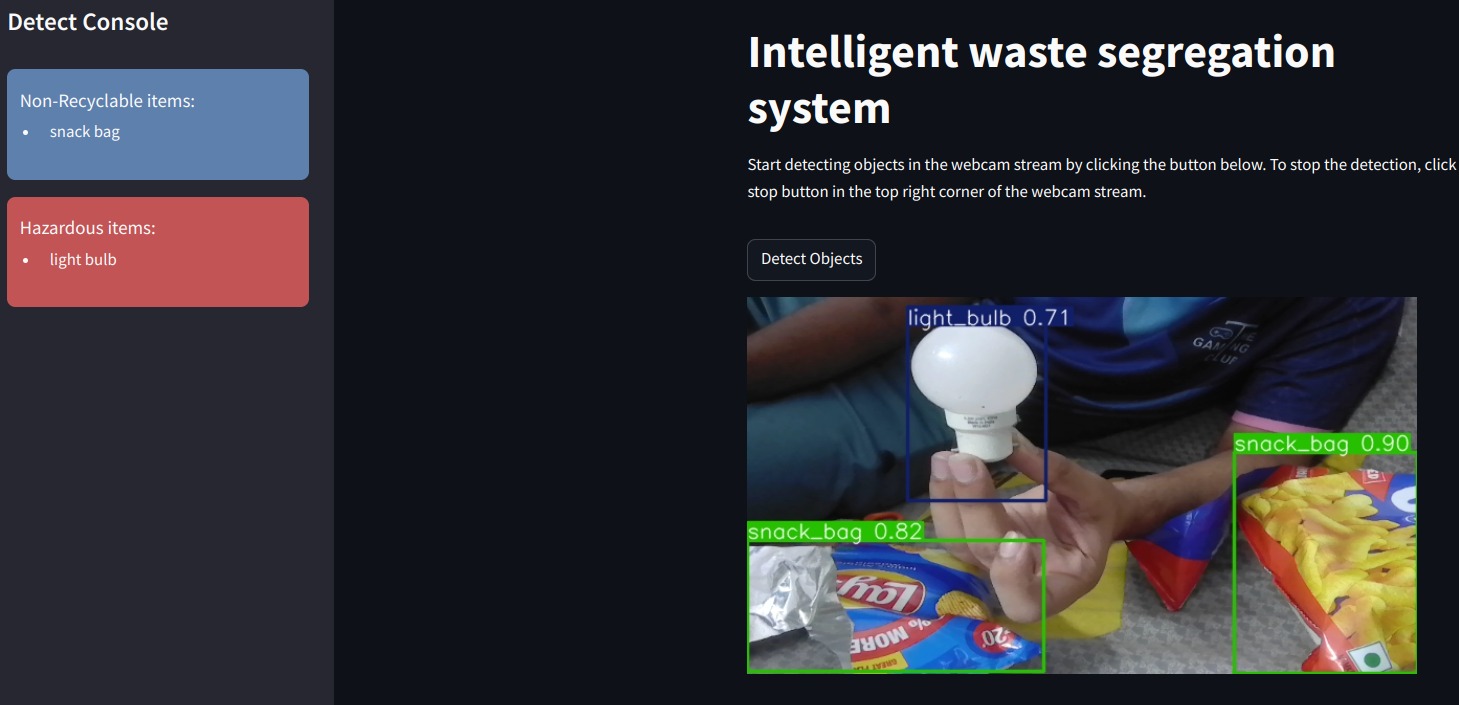 Detect Console
Non-Recyclable items:
• snack bag
Hazardous items:
• light bulb
Intelligent waste segregation
system
Start detecting objects in the webcam stream by clicking the button below. To stop the detection, click
stop button in the top right corner of the webcam stream.
Detect Objects
light_bulb 0.71
GAMING
CLUB
snack_bag 0.90
snack_bag 0.82
Lay's
% MORE
20